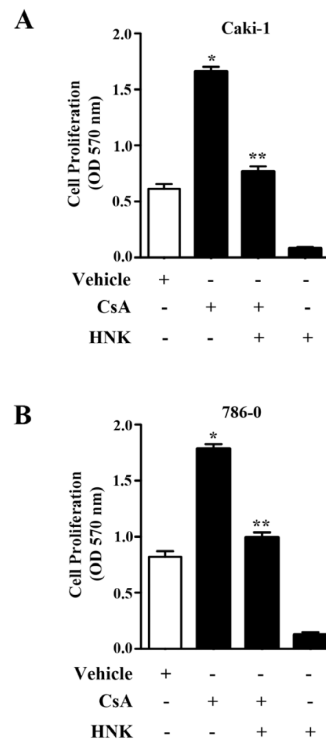 A
Caki-1
Cell Proliferation
(OD 570 nm)
2.0
1.5
1.0
0.5
0.0
*
**
Vehicle + - - -
CsA - + + -
HNK - - + +
B
786-0
Cell Proliferation
(OD 570 nm)
2.0
1.5
1.0
0.5
0.0
*
**
Vehicle + - - -
CsA - + + -
HNK - - + +